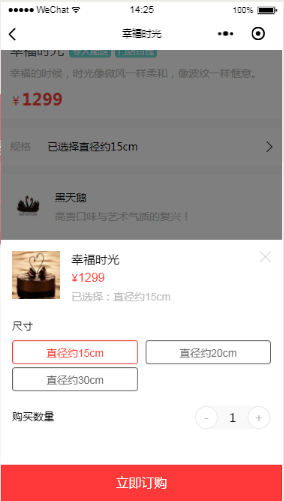 WeChat 14:25 100%
幸福时光
幸福时光
幸福的时候，时光像微风一样柔和，像波纹一样惬意。
￥1299
规格 已选择直径约15cm
黑天鹅
高贵口味与艺术气质的复兴！
幸福时光
¥1299
已选择：直径约15cm
尺寸
直径约15cm 直径约20cm
直径约30cm
购买数量 - 1 +
立即订购